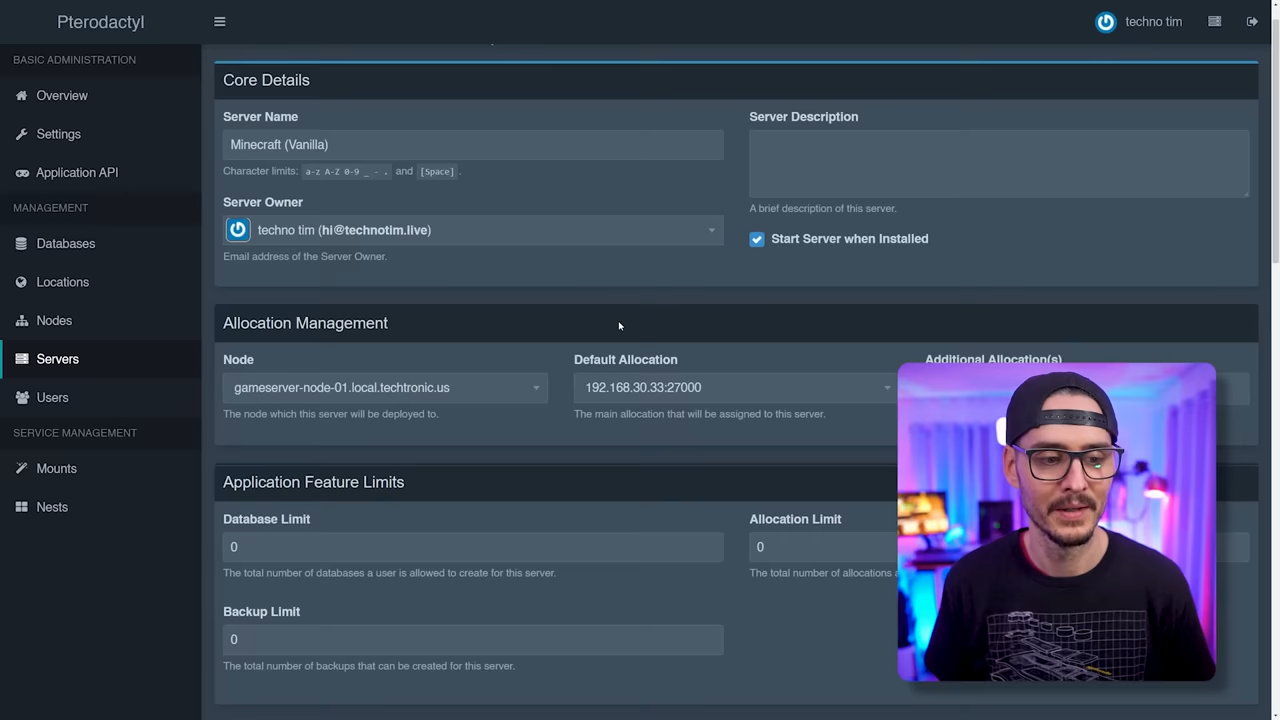 Pterodactyl
techno tim
BASIC ADMINISTRATION
Overview
Settings
Application API
MANAGEMENT
Databases
Locations
Nodes
Servers
Users
SERVICE MANAGEMENT
Mounts
Nests
Core Details
Server Name
Minecraft (Vanilla)
Character limits: a-z A-Z 0-9 _ - . and [Space].
Server Owner
techno tim (hi@technotim.live)
Email address of the Server Owner.
Server Description
A brief description of this server.
Start Server when Installed
Allocation Management
Node
gameserver-node-01.local.techtronic.us
The node which this server will be deployed to.
Default Allocation
192.168.30.33:27000
The main allocation that will be assigned to this server.
Additional Allocation(s)
Application Feature Limits
Database Limit
0
The total number of databases a user is allowed to create for this server.
Allocation Limit
0
The total number of allocations a
Backup Limit
0
The total number of backups that can be created for this server.